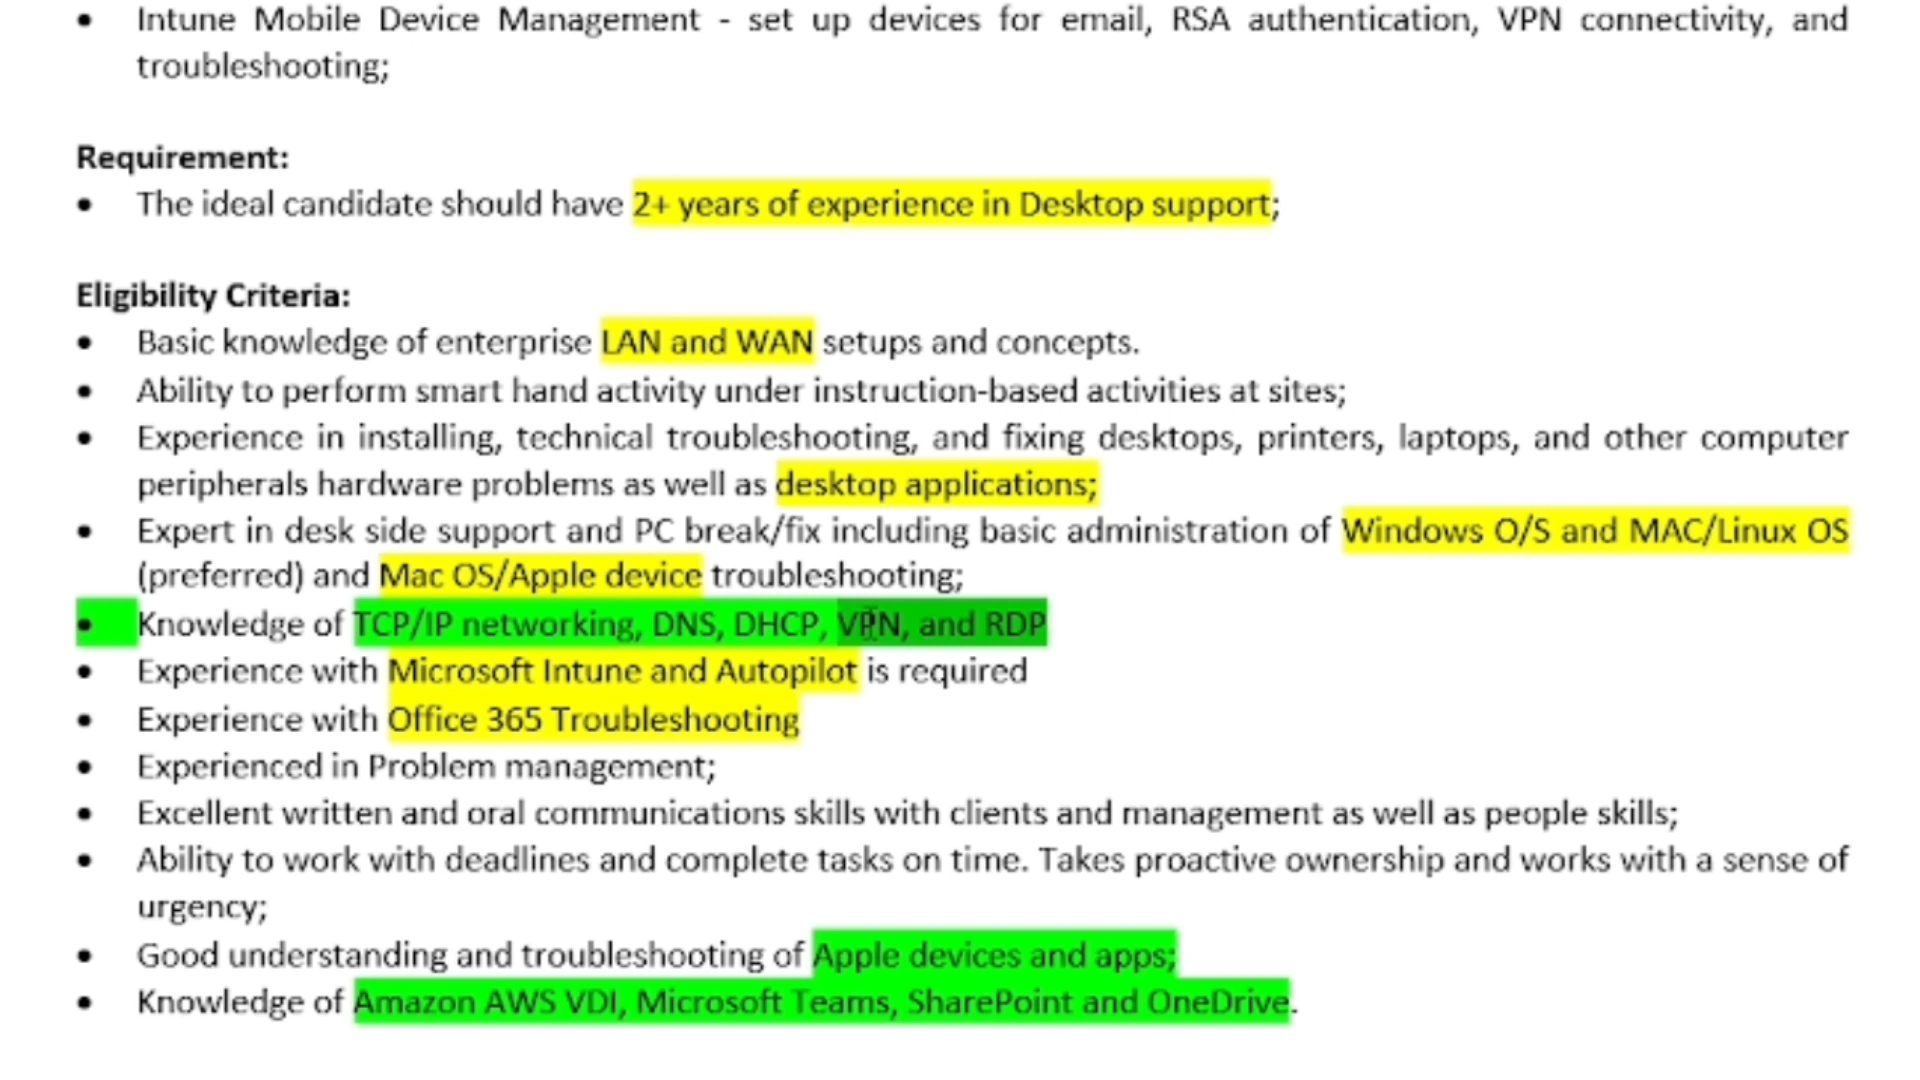 • Intune Mobile Device Management - set up devices for email, RSA authentication, VPN connectivity, and
troubleshooting;
Requirement:
• The ideal candidate should have 2+ years of experience in Desktop support;
Eligibility Criteria:
• Basic knowledge of enterprise LAN and WAN setups and concepts.
• Ability to perform smart hand activity under instruction-based activities at sites;
• Experience in installing, technical troubleshooting, and fixing desktops, printers, laptops, and other computer
peripherals hardware problems as well as desktop applications;
• Expert in desk side support and PC break/fix including basic administration of Windows O/S and MAC/Linux OS
(preferred) and Mac OS/Apple device troubleshooting;
• Knowledge of TCP/IP networking, DNS, DHCP, VPN, and RDP
• Experience with Microsoft Intune and Autopilot is required
• Experience with Office 365 Troubleshooting
• Experienced in Problem management;
• Excellent written and oral communications skills with clients and management as well as people skills;
• Ability to work with deadlines and complete tasks on time. Takes proactive ownership and works with a sense of
urgency;
• Good understanding and troubleshooting of Apple devices and apps;
• Knowledge of Amazon AWS VDI, Microsoft Teams, SharePoint and OneDrive.